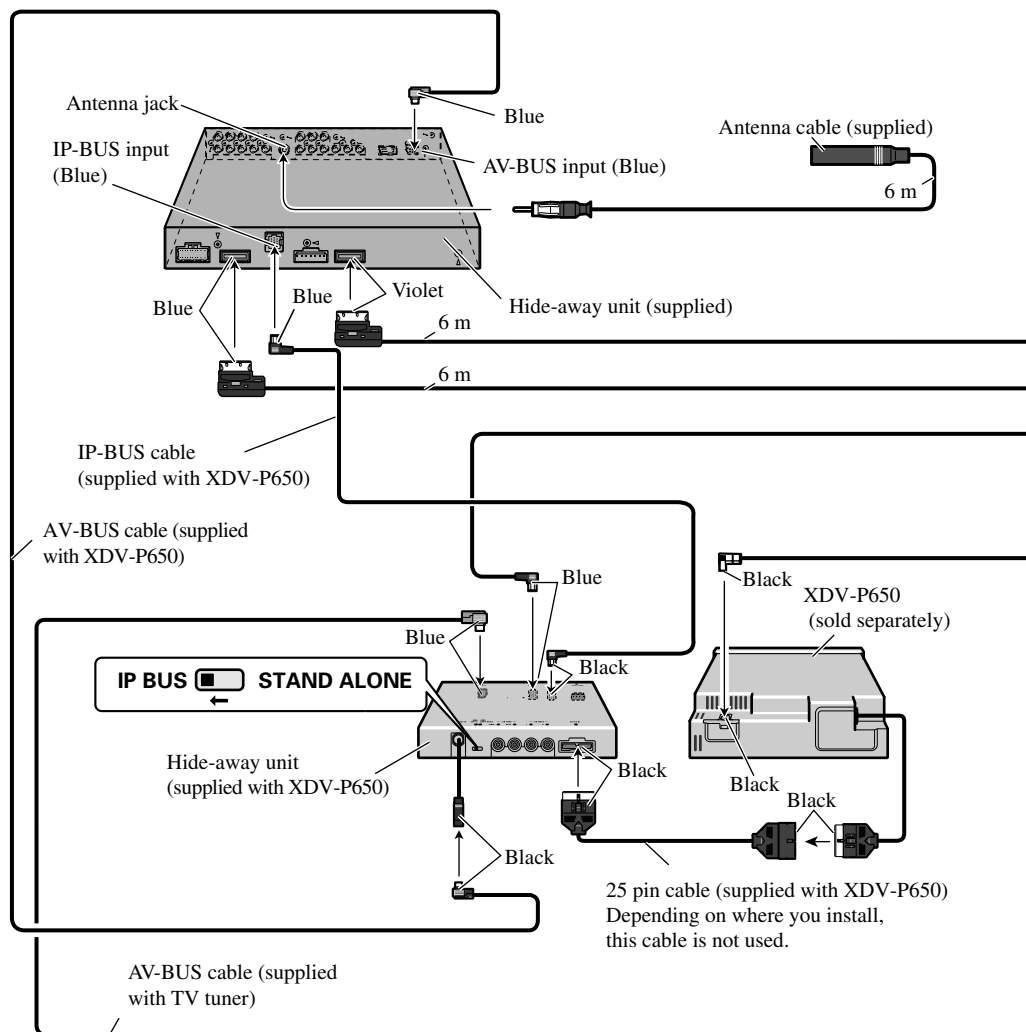 Antenna jack
Blue
Antenna cable (supplied)
IP-BUS input
(Blue)
AV-BUS input (Blue)
6 m
Blue
Blue
Violet
Hide-away unit (supplied)
6 m
6 m
IP-BUS cable
(supplied with XDV-P650)
AV-BUS cable (supplied
with XDV-P650)
Blue
Black
XDV-P650
(sold separately)
Blue
Black
IP BUS STAND ALONE
Hide-away unit
(supplied with XDV-P650)
Black
Black
Black
Black
25 pin cable (supplied with XDV-P650)
Depending on where you install,
this cable is not used.
AV-BUS cable (supplied
with TV tuner)